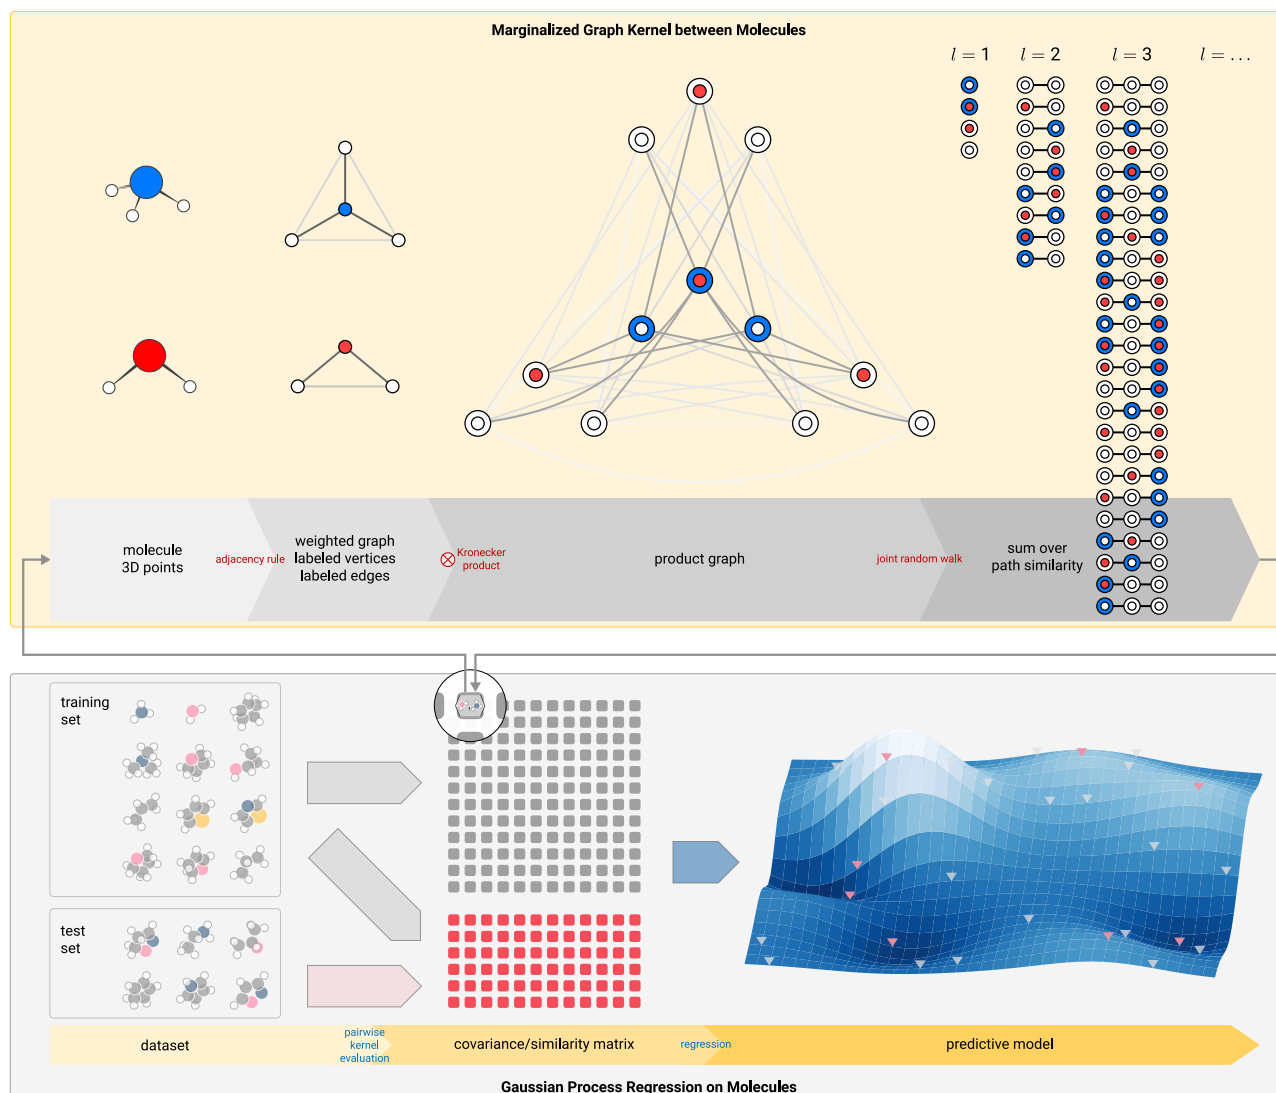 Marginalized Graph Kernel between Molecules
l = 1
l = 2
l = 3
l = ...
molecule
3D points
adjacency rule
weighted graph
labeled vertices
labeled edges
Kronecker
product
product graph
joint random walk
sum over
path similarity
training
set
test
set
dataset
pairwise
kernel
evaluation
covariance/similarity matrix
regression
predictive model
Gaussian Process Regression on Molecules